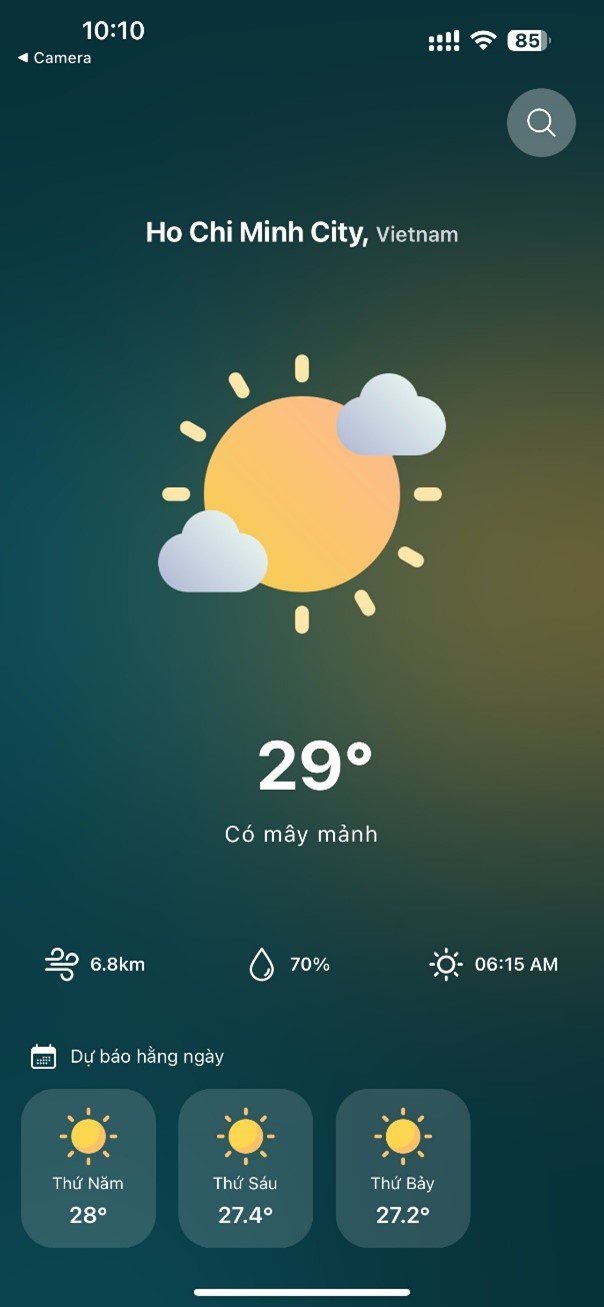 10:10
85
◀ Camera
Ho Chi Minh City, Vietnam
29°
Có mây mảnh
6.8km
70%
06:15 AM
Dự báo hằng ngày
Thứ Năm
Thứ Sáu
Thứ Bảy
28°
27.4°
27.2°